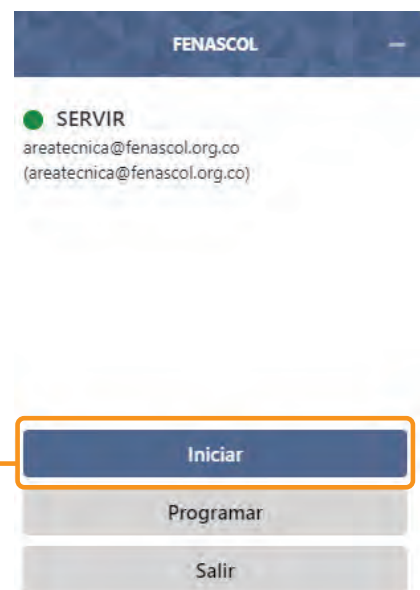 FENASCOL
SERVIR
areatecnica@fenascol.org.co
(areatecnica@fenascol.org.co)
Iniciar
Programar
Salir